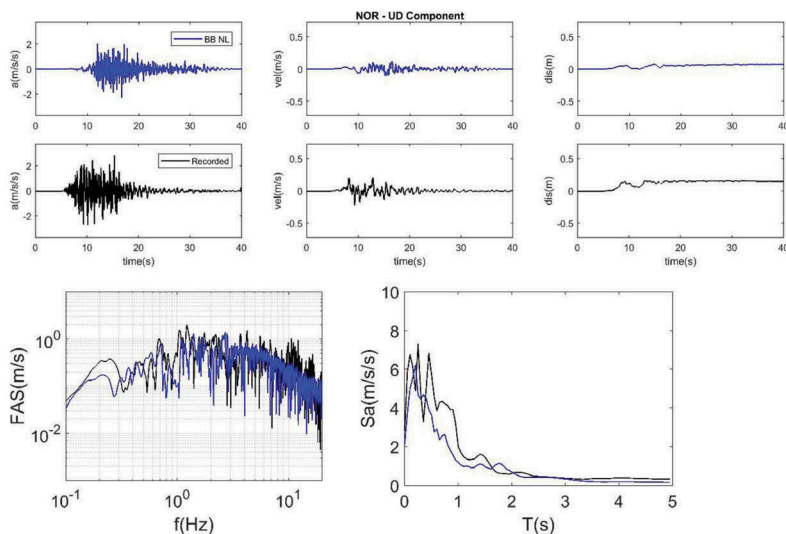 NOR - UD Component
a(m/s/s)
2
0
-2
BB NL
0 10 20 30 40
vel(m/s)
0.5
0
-0.5
0 10 20 30 40
dis(m)
0.5
0
-0.5
0 10 20 30 40
a(m/s/s)
2
0
-2
Recorded
0 10 20 30 40
time(s)
vel(m/s)
0.5
0
-0.5
0 10 20 30 40
time(s)
dis(m)
0.5
0
-0.5
0 10 20 30 40
time(s)
FAS(m/s)
10^0
10^-2
10^-1 10^0 10^1
f(Hz)
Sa(m/s/s)
10
8
6
4
2
0
0 1 2 3 4 5
T(s)